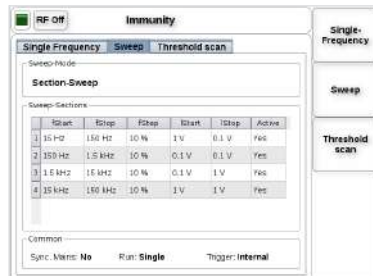 RF Off
Immunity
Single Frequency Sweep Threshold scan
Sweep-Mode
Section-Sweep
Sweep-Sections
fStart fStop fStep lStart lStop Active
1 15 Hz 150 Hz 10 % 1 V 0.1 V Yes
2 150 Hz 1.5 kHz 10 % 0.1 V 0.1 V Yes
3 1.5 kHz 15 kHz 10 % 0.1 V 1 V Yes
4 15 kHz 150 kHz 10 % 1 V 1 V Yes
Common
Sync. Mains: No Run: Single Trigger: Internal
Single-
Frequency
Sweep
Threshold
scan